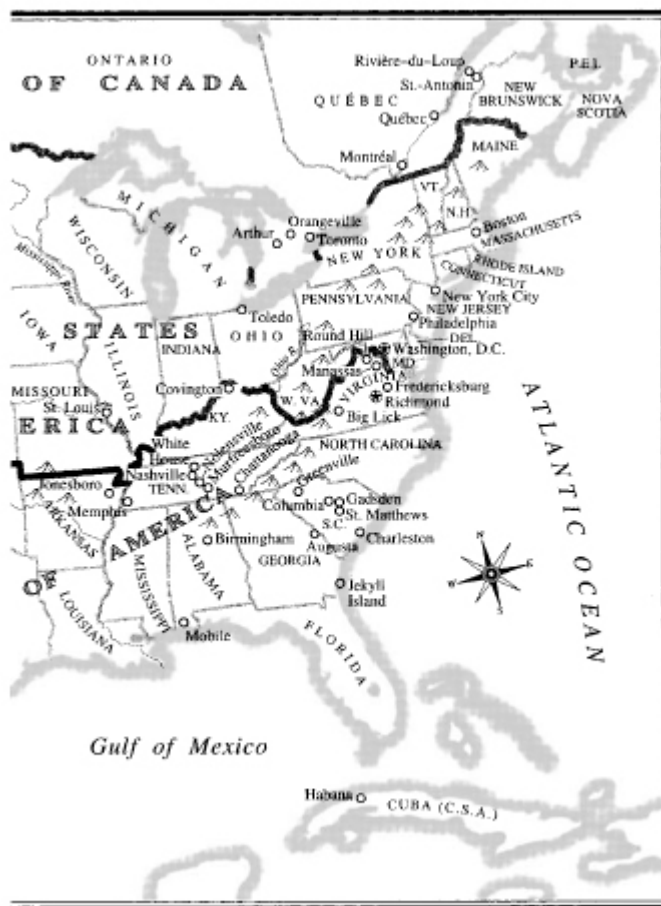 ONTARIO
OF CANADA
Rivière-du-Loup
St.-Antonin
P.E.I.
QUÉBEC
NEW
BRUNSWICK
NOVA
SCOTIA
Québec
MAINE
Montréal
VT.
N.H.
MICHIGAN
WISCONSIN
Orangeville
Arthur
Toronto
Boston
MASSACHUSETTS
NEW YORK
RHODE ISLAND
CONNECTICUT
Mississippi River
PENNSYLVANIA
New York City
NEW JERSEY
Toledo
OHIO
Philadelphia
IOWA
STATES
Round Hill
DEL.
INDIANA
Ohio R.
Washington, D.C.
ILLINOIS
Manassas
MD
MISSOURI
Covington
VIRGINIA
Fredericksburg
St. Louis
W. VA.
Richmond
KY.
Big Lick
ERICA
White
House
Nolensville
Murfreesboro
Chattanooga
NORTH CAROLINA
Nashville
TENN.
Greenville
Jonesboro
Memphis
Columbia
Gadsden
St. Matthews
S.C.
ARKANSAS
AMERICA
Birmingham
Augusta
Charleston
ATLANTIC OCEAN
GEORGIA
ALABAMA
MISSISSIPPI
N
E
S
W
Jekyll
Island
LOUISIANA
Mobile
FLORIDA
Gulf of Mexico
Habana
CUBA (C.S.A.)